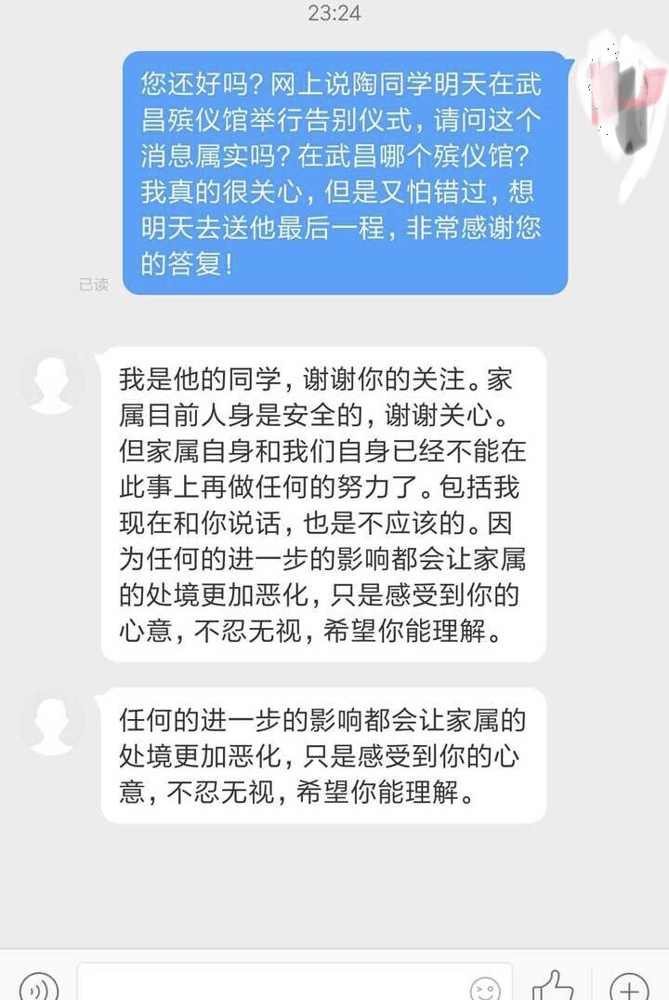 23:24
您还好吗？网上说陶同学明天在武
昌殡仪馆举行告别仪式，请问这个
消息属实吗？在武昌哪个殡仪馆？
我真的很关心，但是又怕错过，想
明天去送他最后一程，非常感谢您
的答复！
已读
我是他的同学，谢谢你的关注。家
属目前人身是安全的，谢谢关心。
但家属自身和我们自身已经不能在
此事上再做任何的努力了。包括我
现在和你说话，也是不应该的。因
为任何的进一步的影响都会让家属
的处境更加恶化，只是感受到你的
心意，不忍无视，希望你能理解。
任何的进一步的影响都会让家属的
处境更加恶化，只是感受到你的心
意，不忍无视，希望你能理解。